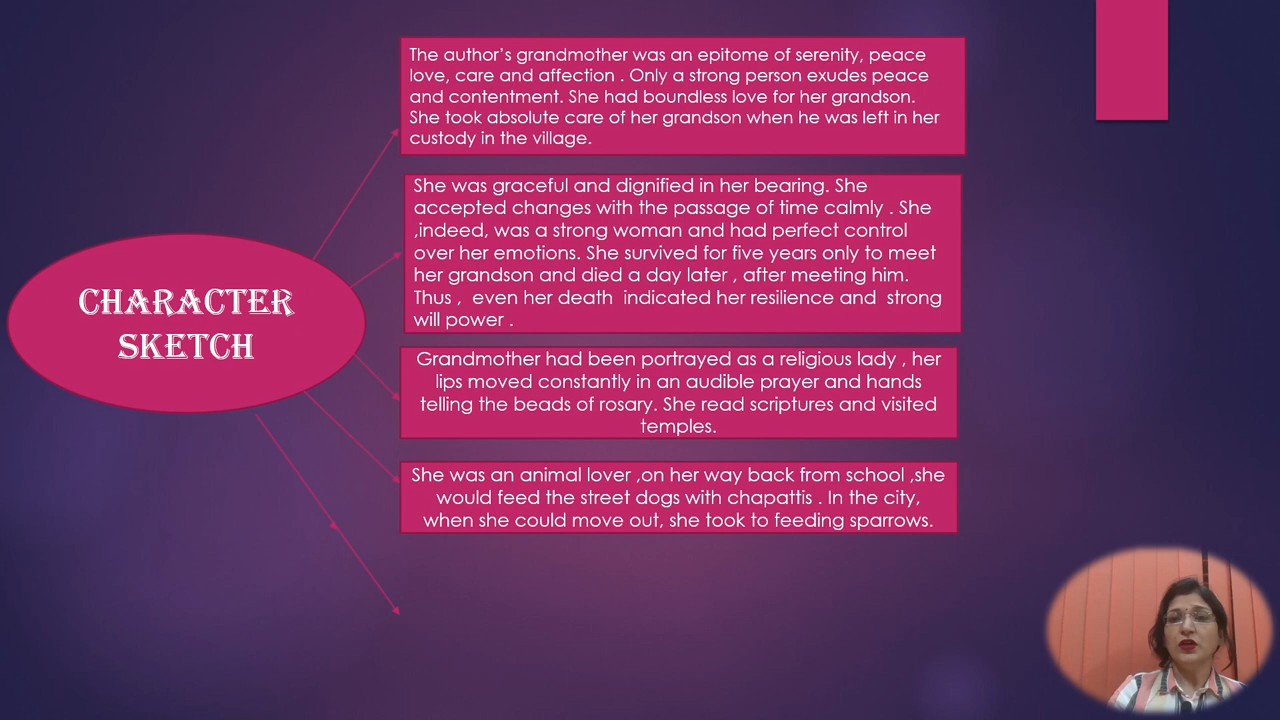 CHARACTER
SKETCH
The author's grandmother was an epitome of serenity, peace
love, care and affection . Only a strong person exudes peace
and contentment. She had boundless love for her grandson.
She took absolute care of her grandson when he was left in her
custody in the village.
She was graceful and dignified in her bearing. She
accepted changes with the passage of time calmly . She
,indeed, was a strong woman and had perfect control
over her emotions. She survived for five years only to meet
her grandson and died a day later , after meeting him.
Thus , even her death indicated her resilience and strong
will power .
Grandmother had been portrayed as a religious lady , her
lips moved constantly in an audible prayer and hands
telling the beads of rosary. She read scriptures and visited
temples.
She was an animal lover ,on her way back from school ,she
would feed the street dogs with chapattis . In the city,
when she could move out, she took to feeding sparrows.